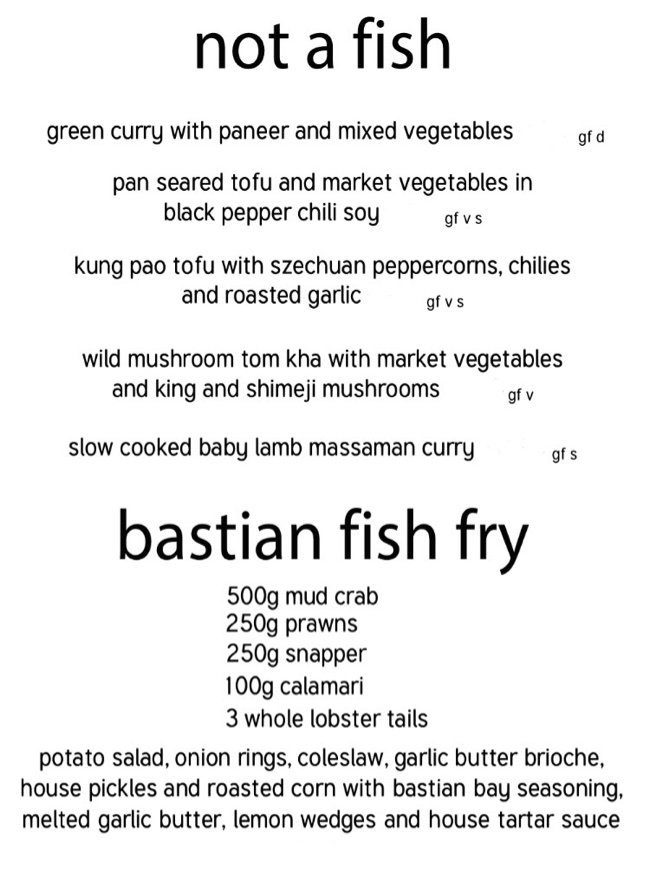 not a fish
green curry with paneer and mixed vegetables gf d
pan seared tofu and market vegetables in
black pepper chili soy gf v s
kung pao tofu with szechuan peppercorns, chilies
and roasted garlic gf v s
wild mushroom tom kha with market vegetables
and king and shimeji mushrooms gf v
slow cooked baby lamb massaman curry gf s
bastian fish fry
500g mud crab
250g prawns
250g snapper
100g calamari
3 whole lobster tails
potato salad, onion rings, coleslaw, garlic butter brioche,
house pickles and roasted corn with bastian bay seasoning,
melted garlic butter, lemon wedges and house tartar sauce